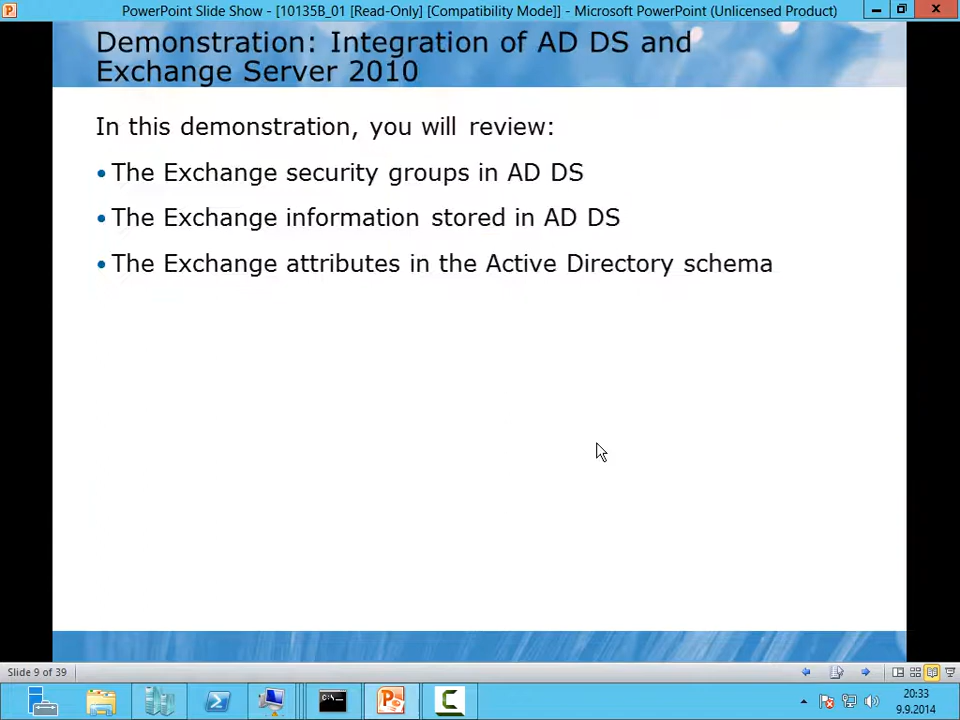 PowerPoint Slide Show - [10135B_01 [Read-Only] [Compatibility Mode]] - Microsoft PowerPoint (Unlicensed Product)
Demonstration: Integration of AD DS and
Exchange Server 2010
In this demonstration, you will review:
• The Exchange security groups in AD DS
• The Exchange information stored in AD DS
• The Exchange attributes in the Active Directory schema
Slide 9 of 39
20:33
9.9.2014